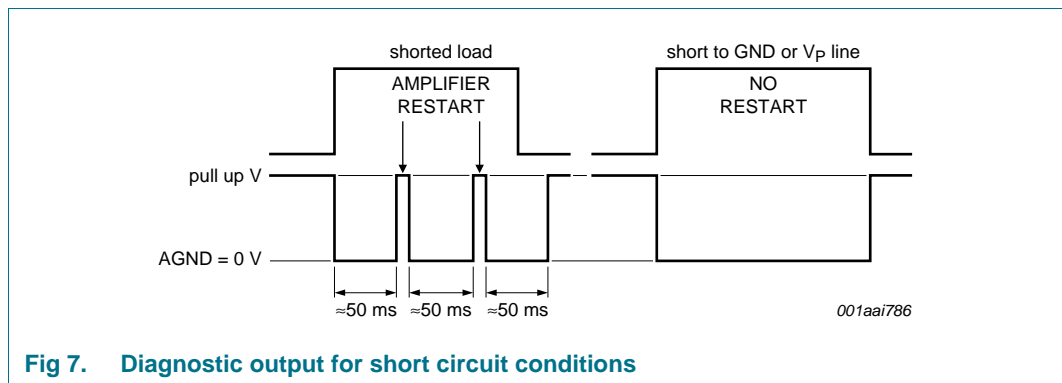 shorted load
short to GND or VP line
AMPLIFIER
RESTART
NO
RESTART
pull up V
AGND = 0 V
≈50 ms
≈50 ms
≈50 ms
001aai786
Fig 7. Diagnostic output for short circuit conditions